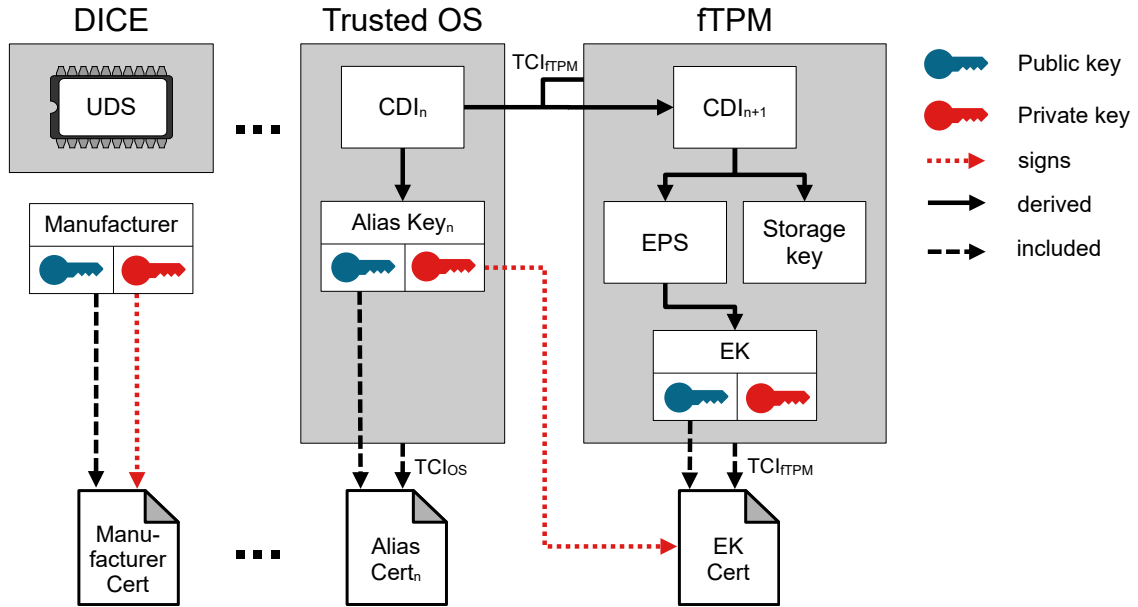 DICE
Trusted OS
fTPM
UDS
CDIn
TCIfTPM
CDIn+1
Public key
Private key
signs
derived
included
Manufacturer
Alias Keyn
EPS
Storage
key
EK
TCIOS
TCIfTPM
Manu-
facturer
Cert
Alias
Certn
EK
Cert